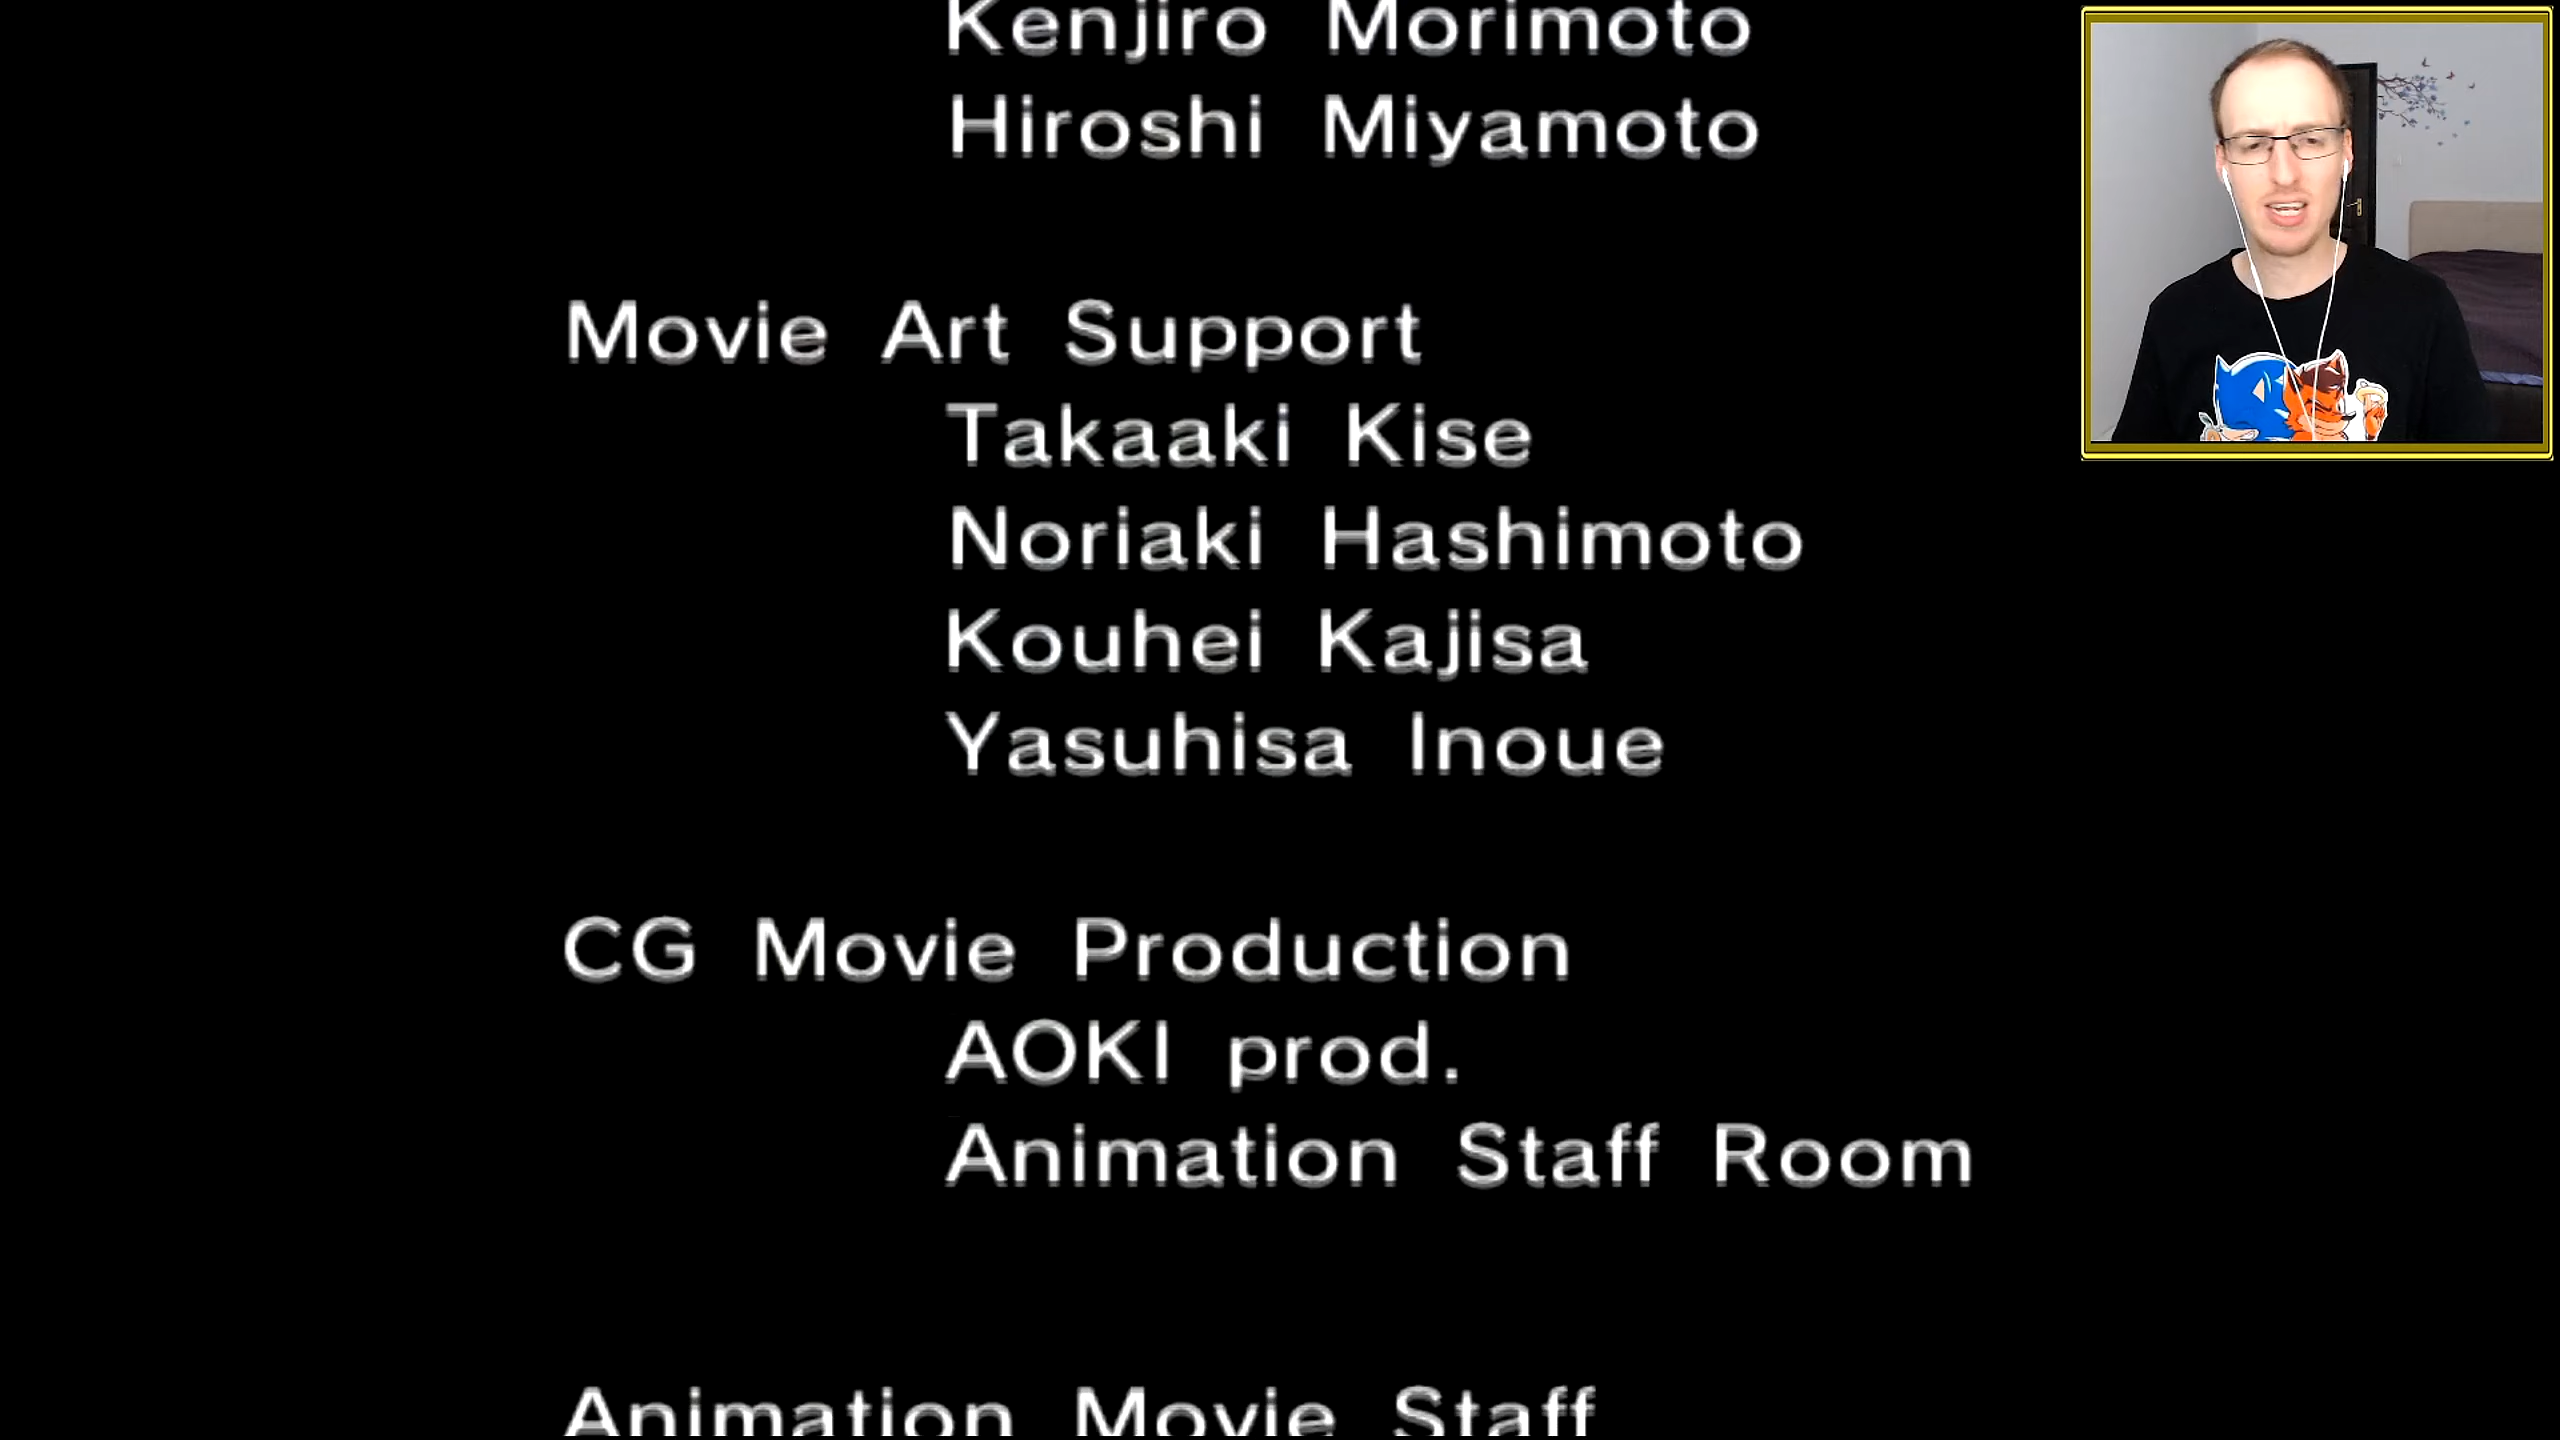 Kenjiro Morimoto
Hiroshi Miyamoto
Movie Art Support
Takaaki Kise
Noriaki Hashimoto
Kouhei Kajisa
Yasuhisa Inoue
CG Movie Production
AOKI prod.
Animation Staff Room
Animation Movie Staff